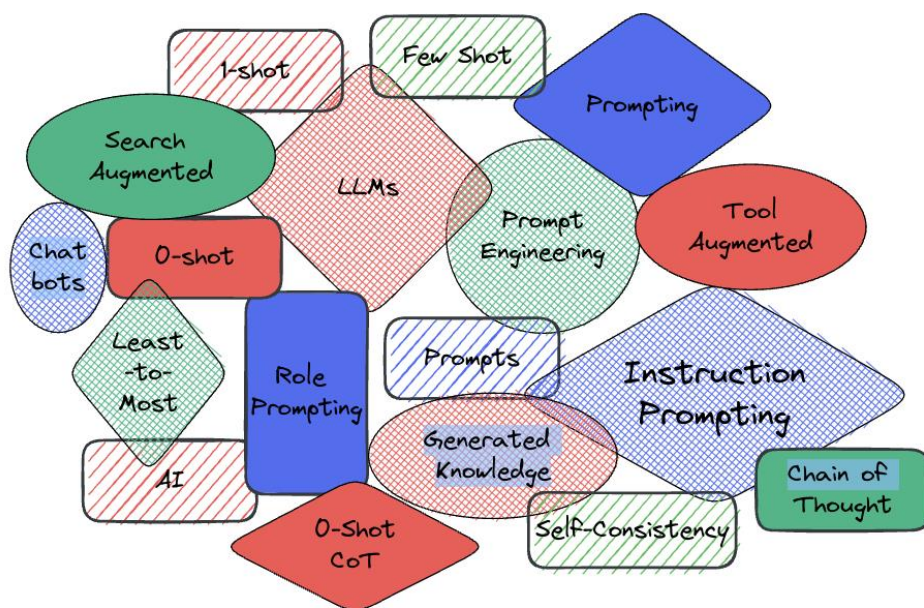 1-shot
Few Shot
Prompting
Search
Augmented
LLMs
Prompt
Engineering
Tool
Augmented
Chat
bots
0-shot
Least
-to-
Most
Role
Prompting
Prompts
Instruction
Prompting
Generated
Knowledge
AI
Chain of
Thought
0-Shot
CoT
Self-Consistency